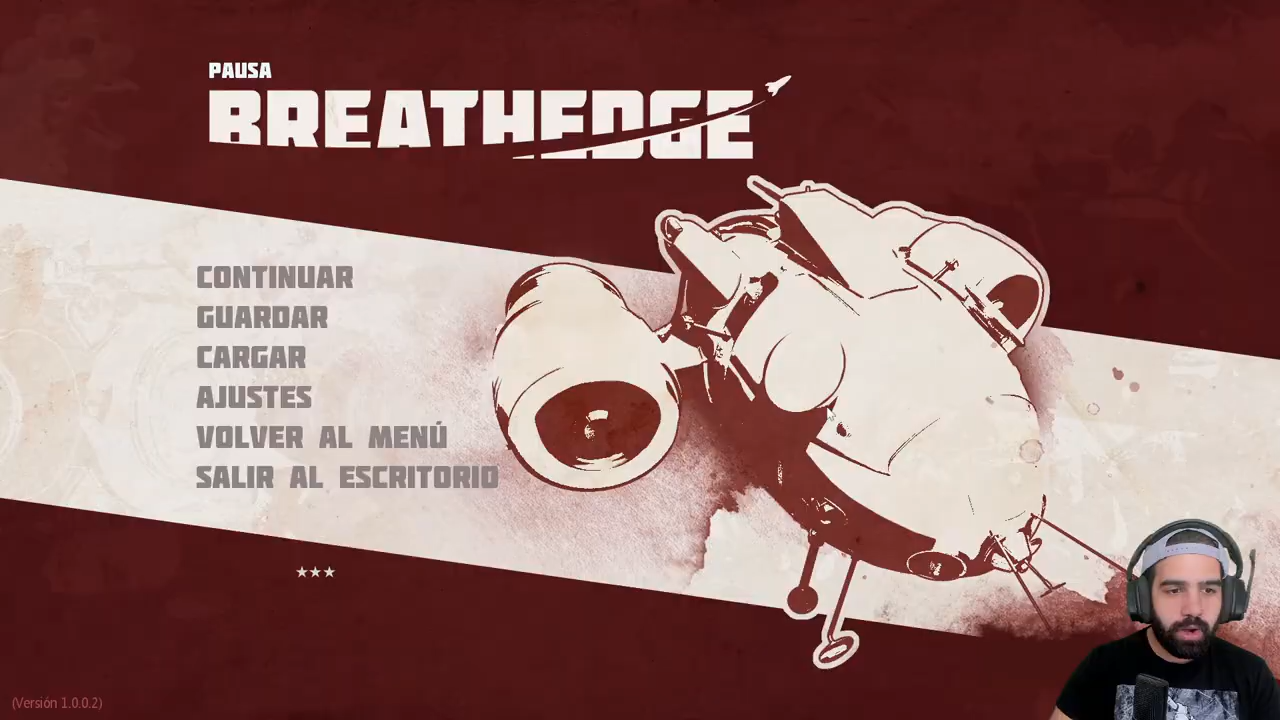 PAUSA
BREATHEDGE
CONTINUAR
GUARDAR
CARGAR
AJUSTES
VOLVER AL MENÚ
SALIR AL ESCRITORIO
(Versión 1.0.0.2)